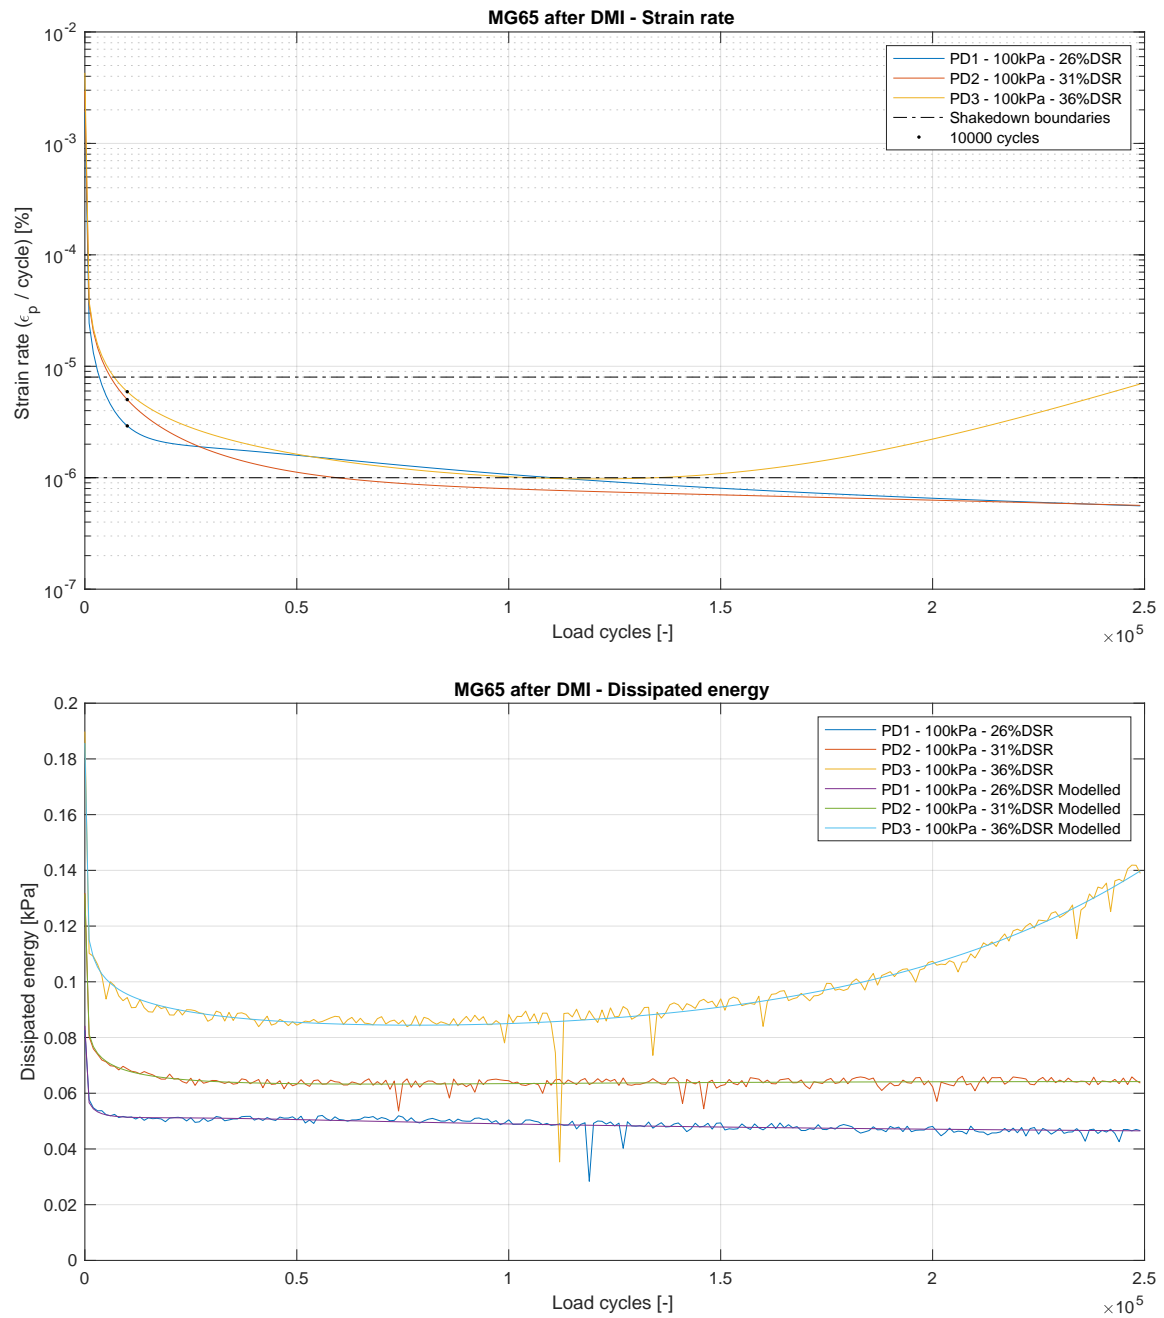 MG65 after DMI - Strain rate
10^-2
10^-3
10^-4
10^-5
10^-6
10^-7
Strain rate (ϵ_p / cycle) [%]
PD1 - 100kPa - 26%DSR
PD2 - 100kPa - 31%DSR
PD3 - 100kPa - 36%DSR
Shakedown boundaries
10000 cycles
0 0.5 1 1.5 2 2.5
Load cycles [-]
×10^5
MG65 after DMI - Dissipated energy
0.2
0.18
0.16
0.14
0.12
0.1
0.08
0.06
0.04
0.02
0
Dissipated energy [kPa]
PD1 - 100kPa - 26%DSR
PD2 - 100kPa - 31%DSR
PD3 - 100kPa - 36%DSR
PD1 - 100kPa - 26%DSR Modelled
PD2 - 100kPa - 31%DSR Modelled
PD3 - 100kPa - 36%DSR Modelled
0 0.5 1 1.5 2 2.5
Load cycles [-]
×10^5